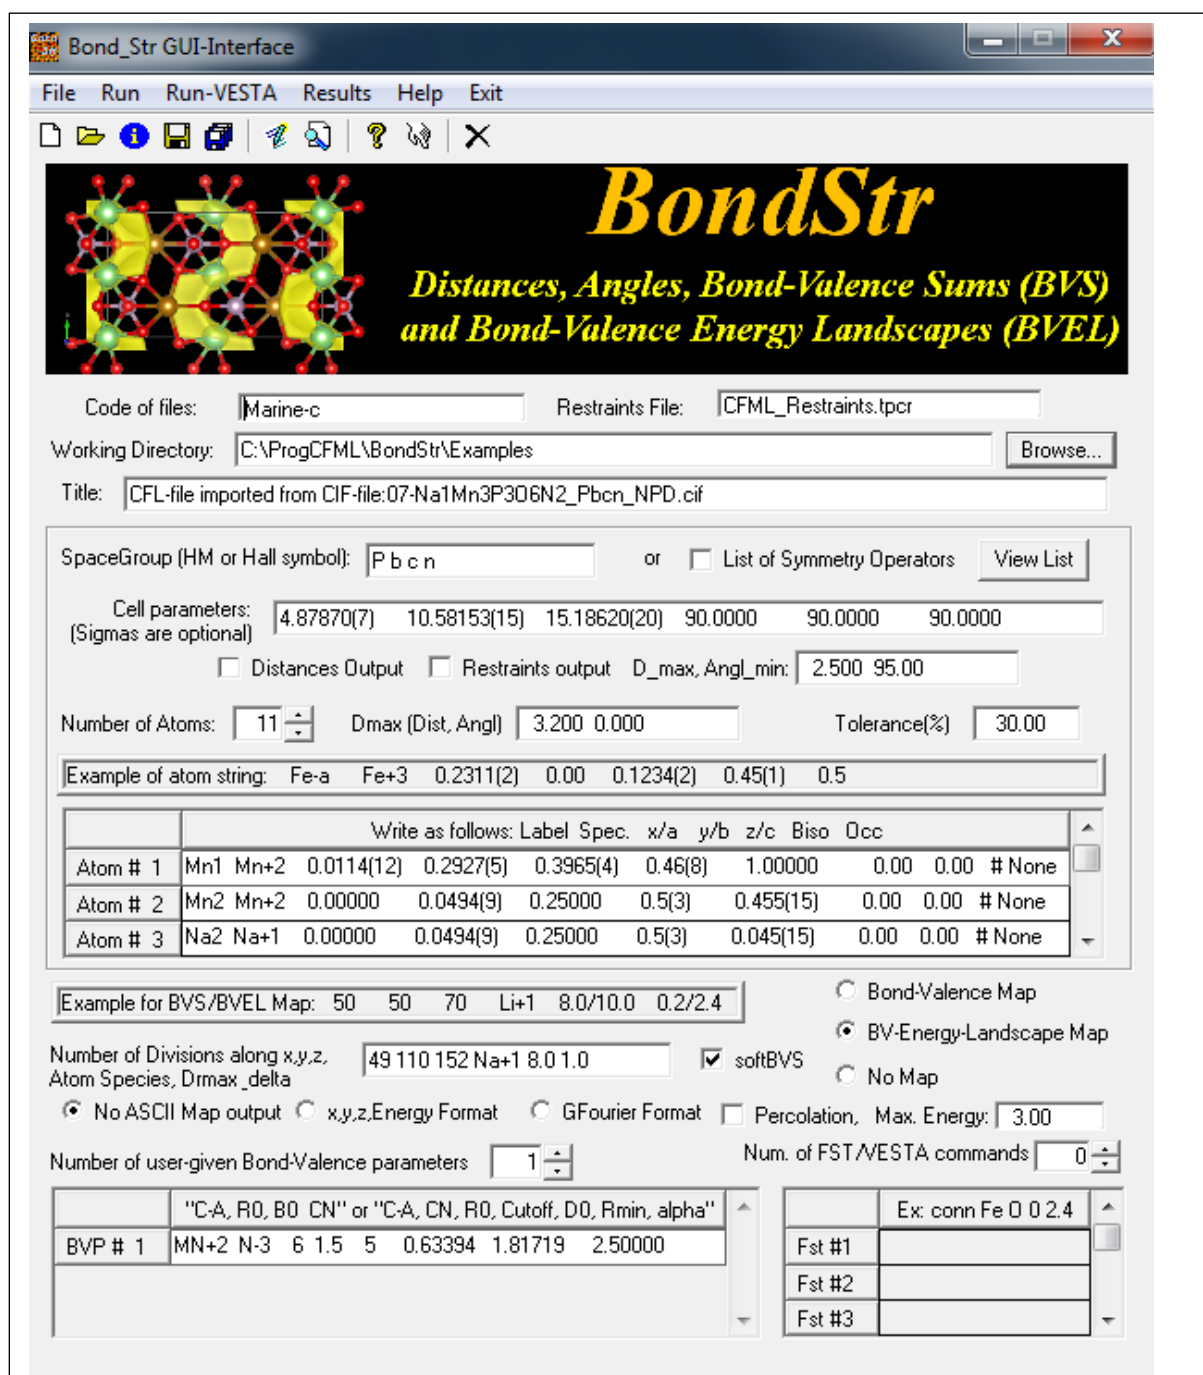 Bond_Str GUI-Interface
File Run Run-VESTA Results Help Exit
BondStr
Distances, Angles, Bond-Valence Sums (BVS)
and Bond-Valence Energy Landscapes (BVEL)
Code of files: Marine-c Restraints File: CFML_Restraints.tpcr
Working Directory: C:\ProgCFML\BondStr\Examples Browse...
Title: CFL-file imported from CIF-file:07-Na1Mn3P3O6N2_Pbcn_NPD.cif
SpaceGroup (HM or Hall symbol): P b c n or List of Symmetry Operators View List
Cell parameters: 4.87870(7) 10.58153(15) 15.18620(20) 90.0000 90.0000 90.0000
(Sigmas are optional)
Distances Output Restraints output D_max, Angl_min: 2.500 95.00
Number of Atoms: 11 Dmax (Dist, Angl) 3.200 0.000 Tolerance(%) 30.00
Example of atom string: Fe-a Fe+3 0.2311(2) 0.00 0.1234(2) 0.45(1) 0.5
Write as follows: Label Spec. x/a y/b z/c Biso Occ
Atom # 1 Mn1 Mn+2 0.0114(12) 0.2927(5) 0.3965(4) 0.46(8) 1.00000 0.00 0.00 # None
Atom # 2 Mn2 Mn+2 0.00000 0.0494(9) 0.25000 0.5(3) 0.455(15) 0.00 0.00 # None
Atom # 3 Na2 Na+1 0.00000 0.0494(9) 0.25000 0.5(3) 0.045(15) 0.00 0.00 # None
Example for BVS/BVEL Map: 50 50 70 Li+1 8.0/10.0 0.2/2.4
Bond-Valence Map
BV-Energy-Landscape Map
No Map
Number of Divisions along x,y,z, 49 110 152 Na+1 8.0 1.0 softBVS
Atom Species, Drmax _delta
No ASCII Map output x,y,z,Energy Format GFourier Format Percolation, Max. Energy: 3.00
Number of user-given Bond-Valence parameters 1 Num. of FST/VESTA commands 0
"C-A, R0, B0 CN" or "C-A, CN, R0, Cutoff, D0, Rmin, alpha"
BVP # 1 MN+2 N-3 6 1.5 5 0.63394 1.81719 2.50000
Ex: conn Fe O 0 2.4
Fst #1
Fst #2
Fst #3